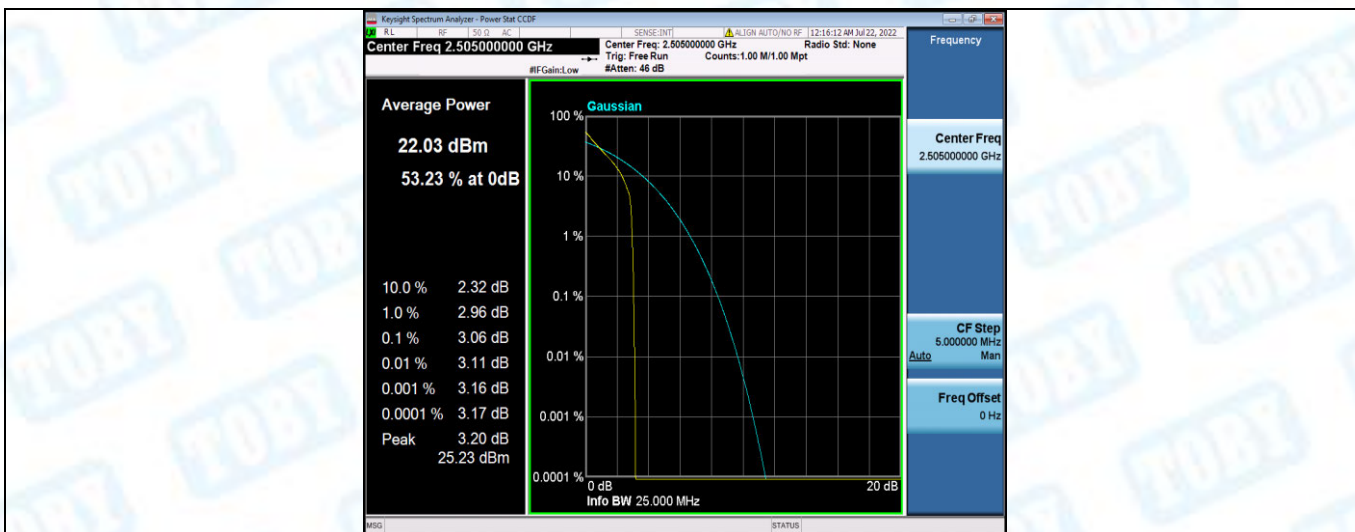 Keysight Spectrum Analyzer - Power Stat CCDF
RL RF 50 Ω AC SENSE:INT ALIGN AUTO/NO RF 12:16:12 AM Jul 22, 2022
Center Freq 2.505000000 GHz
Center Freq: 2.505000000 GHz Radio Std: None
Trig: Free Run Counts:1.00 M/1.00 Mpt
#IFGain:Low #Atten: 46 dB
Frequency
Average Power
22.03 dBm
53.23 % at 0dB
10.0 % 2.32 dB
1.0 % 2.96 dB
0.1 % 3.06 dB
0.01 % 3.11 dB
0.001 % 3.16 dB
0.0001 % 3.17 dB
Peak 3.20 dB
25.23 dBm
Gaussian
100 %
10 %
1 %
0.1 %
0.01 %
0.001 %
0.0001 %
0 dB 20 dB
Info BW 25.000 MHz
Center Freq
2.505000000 GHz
CF Step
5.000000 MHz
Auto Man
Freq Offset
0 Hz
MSG STATUS
TOBY
TOBY
TOBY
TOBY
TOBY
TOBY